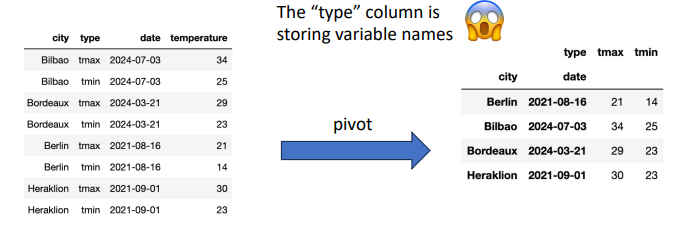 The “type” column is
storing variable names
city type date temperature
Bilbao tmax 2024-07-03 34
Bilbao tmin 2024-07-03 25
Bordeaux tmax 2024-03-21 29
Bordeaux tmin 2024-03-21 23
Berlin tmax 2021-08-16 21
Berlin tmin 2021-08-16 14
Heraklion tmax 2021-09-01 30
Heraklion tmin 2021-09-01 23
pivot
type tmax tmin
city date
Berlin 2021-08-16 21 14
Bilbao 2024-07-03 34 25
Bordeaux 2024-03-21 29 23
Heraklion 2021-09-01 30 23